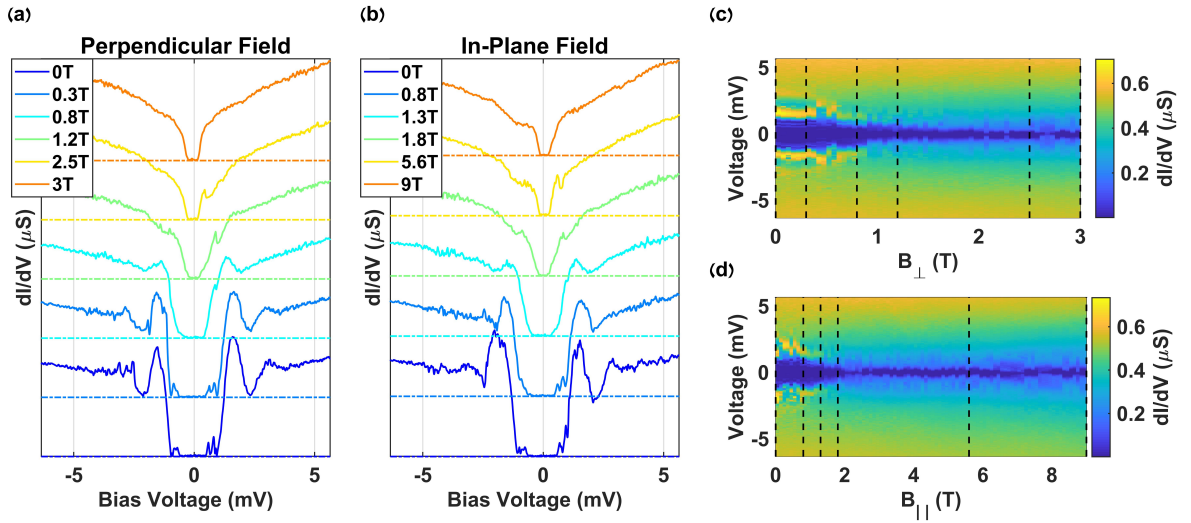 (a)
Perpendicular Field
0T
0.3T
0.8T
1.2T
2.5T
3T
dI/dV (μS)
-5
0
5
Bias Voltage (mV)
(b)
In-Plane Field
0T
0.8T
1.3T
1.8T
5.6T
9T
dI/dV (μS)
-5
0
5
Bias Voltage (mV)
(c)
5
0
-5
Voltage (mV)
0
1
2
3
B⊥ (T)
0.6
0.4
0.2
dI/dV (μS)
(d)
5
0
-5
Voltage (mV)
0
2
4
6
8
B|| (T)
0.6
0.4
0.2
dI/dV (μS)